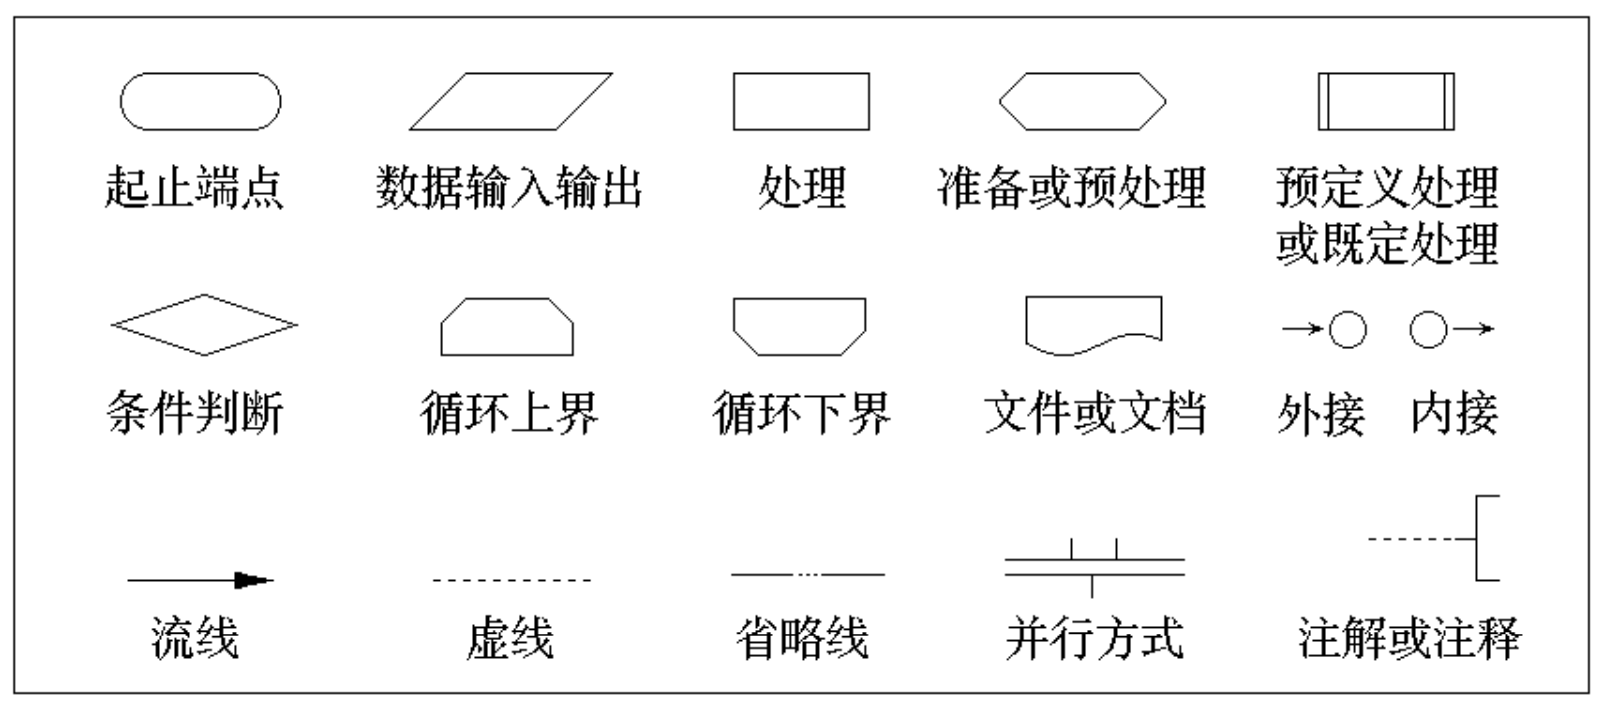 起止端点
数据输入输出
处理
准备或预处理
预定义处理
或既定处理
条件判断
循环上界
循环下界
文件或文档
外接
内接
流线
虚线
省略线
并行方式
注解或注释